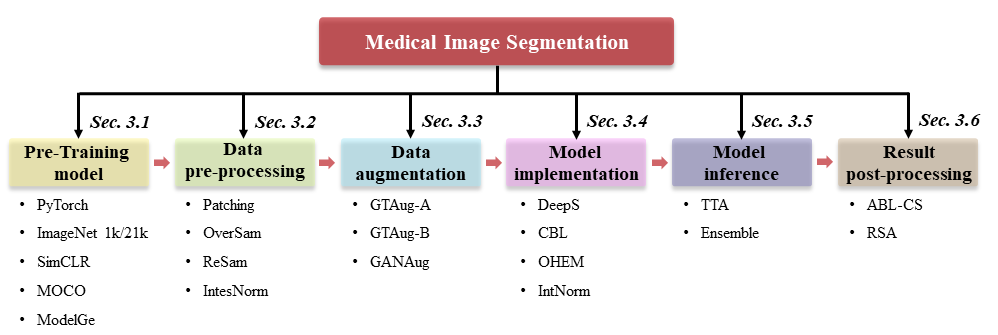 Medical Image Segmentation
Sec. 3.1
Sec. 3.2
Sec. 3.3
Sec. 3.4
Sec. 3.5
Sec. 3.6
Pre-Training
model
Data
pre-processing
Data
augmentation
Model
implementation
Model
inference
Result
post-processing
• PyTorch
• ImageNet 1k/21k
• SimCLR
• MOCO
• ModelGe
• Patching
• OverSam
• ReSam
• IntesNorm
• GTAug-A
• GTAug-B
• GANAug
• DeepS
• CBL
• OHEM
• IntNorm
• TTA
• Ensemble
• ABL-CS
• RSA